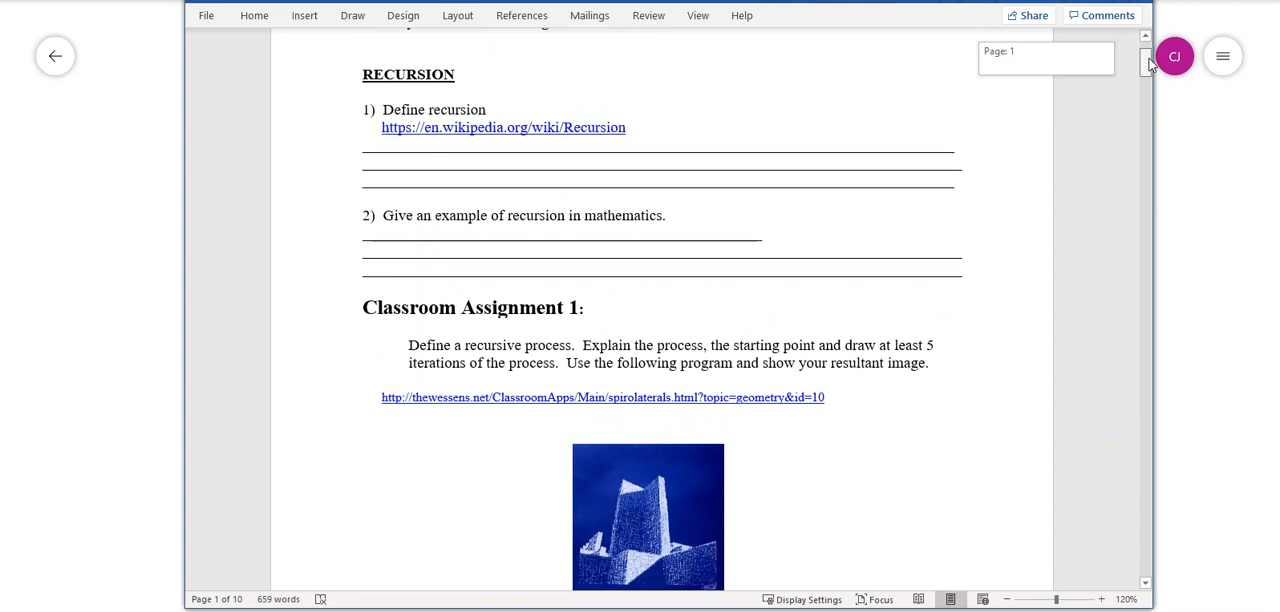 File Home Insert Draw Design Layout References Mailings Review View Help Share Comments
Page: 1
CJ
RECURSION
1) Define recursion
https://en.wikipedia.org/wiki/Recursion
2) Give an example of recursion in mathematics.
Classroom Assignment 1:
Define a recursive process. Explain the process, the starting point and draw at least 5
iterations of the process. Use the following program and show your resultant image.
http://thewessens.net/ClassroomApps/Main/spirolaterals.html?topic=geometry&id=10
Page 1 of 10 659 words Display Settings Focus 120%